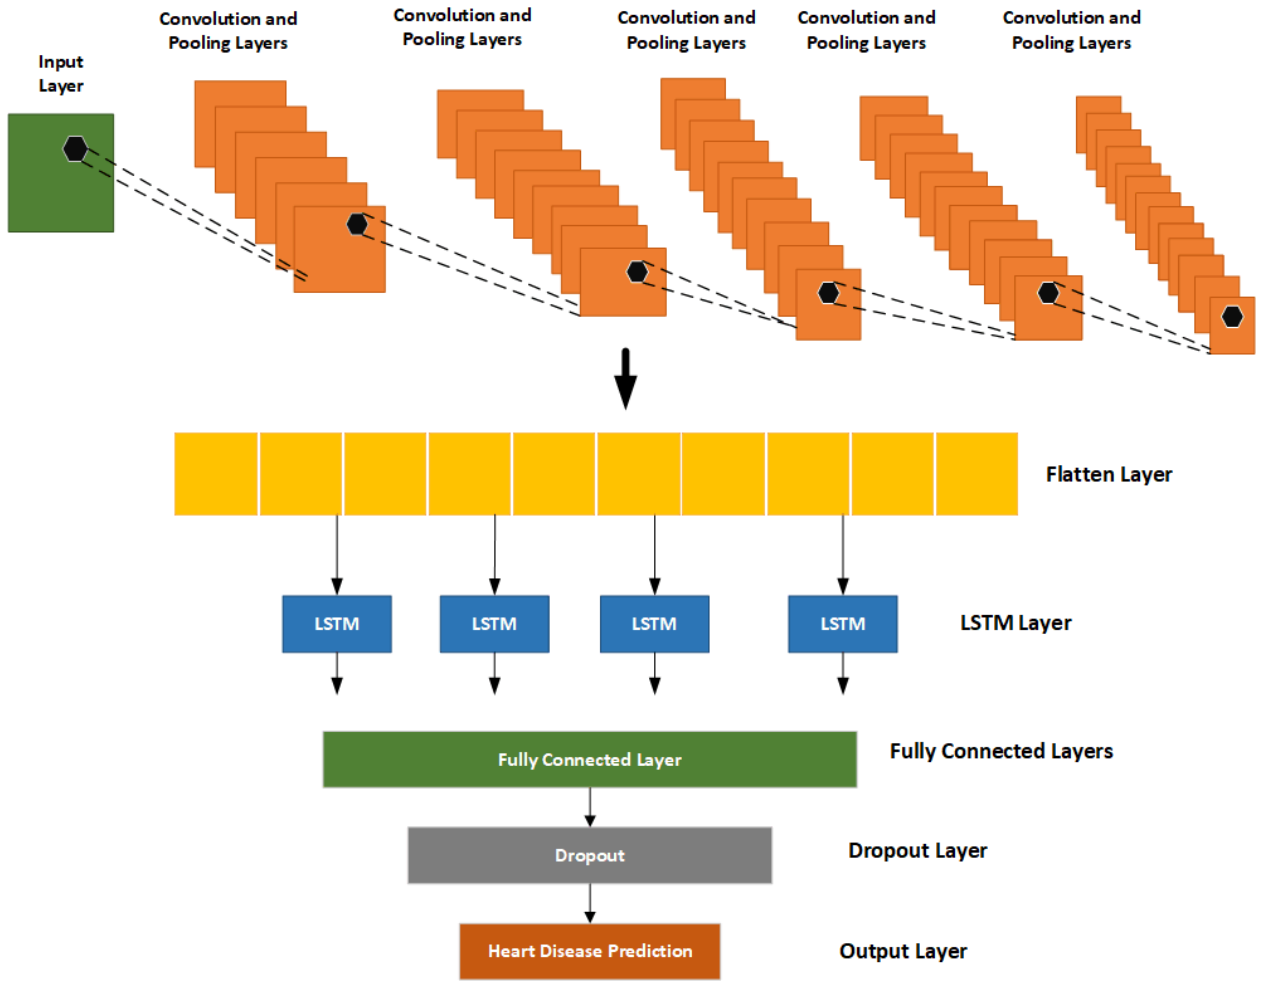 Convolution and
Pooling Layers
Convolution and
Pooling Layers
Convolution and
Pooling Layers
Convolution and
Pooling Layers
Convolution and
Pooling Layers
Input
Layer
Flatten Layer
LSTM
LSTM
LSTM
LSTM
LSTM Layer
Fully Connected Layer
Fully Connected Layers
Dropout
Dropout Layer
Heart Disease Prediction
Output Layer